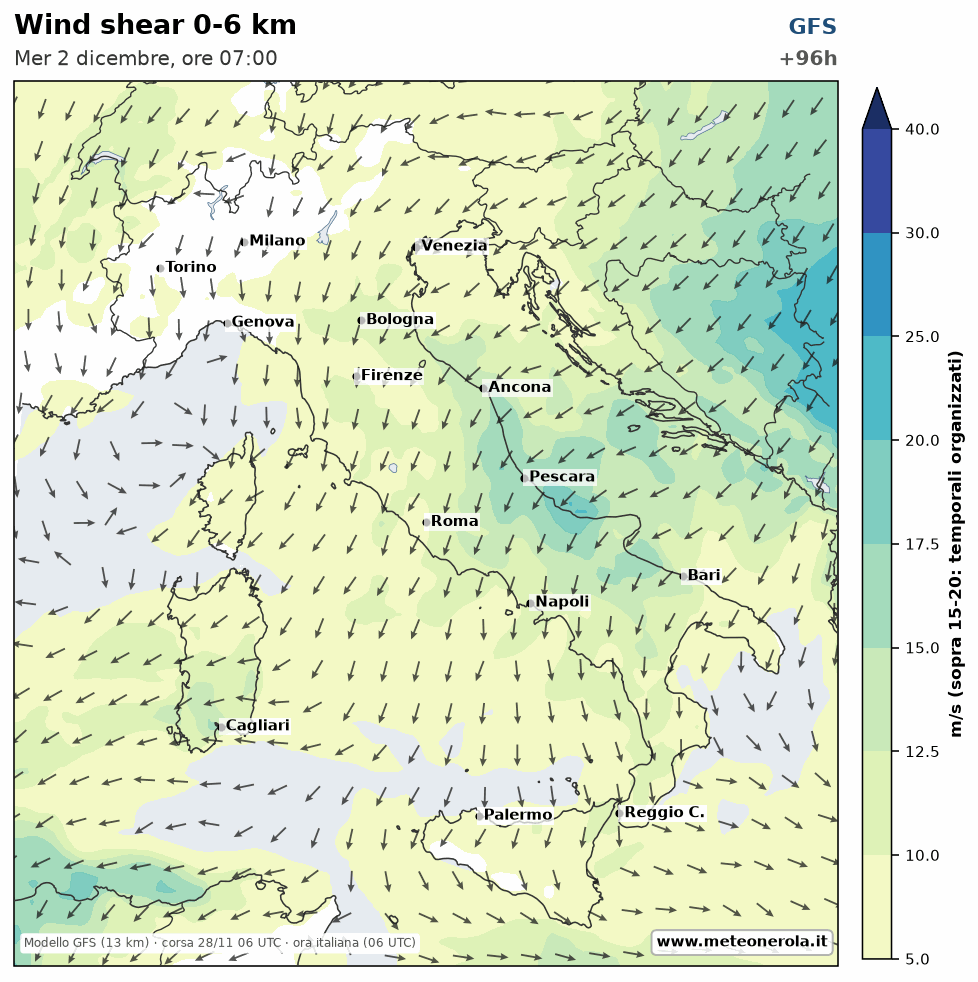 Wind shear 0-6 km
GFS
Mer 2 dicembre, ore 07:00
+96h
40.0
30.0
25.0
20.0
17.5
15.0
12.5
10.0
5.0
m/s (sopra 15-20: temporali organizzati)
Milano
Venezia
Torino
Genova
Bologna
Firenze
Ancona
Pescara
Roma
Bari
Napoli
Cagliari
Palermo
Reggio C.
Modello GFS (13 km) · corsa 28/11 06 UTC · ora italiana (06 UTC)
www.meteonerola.it